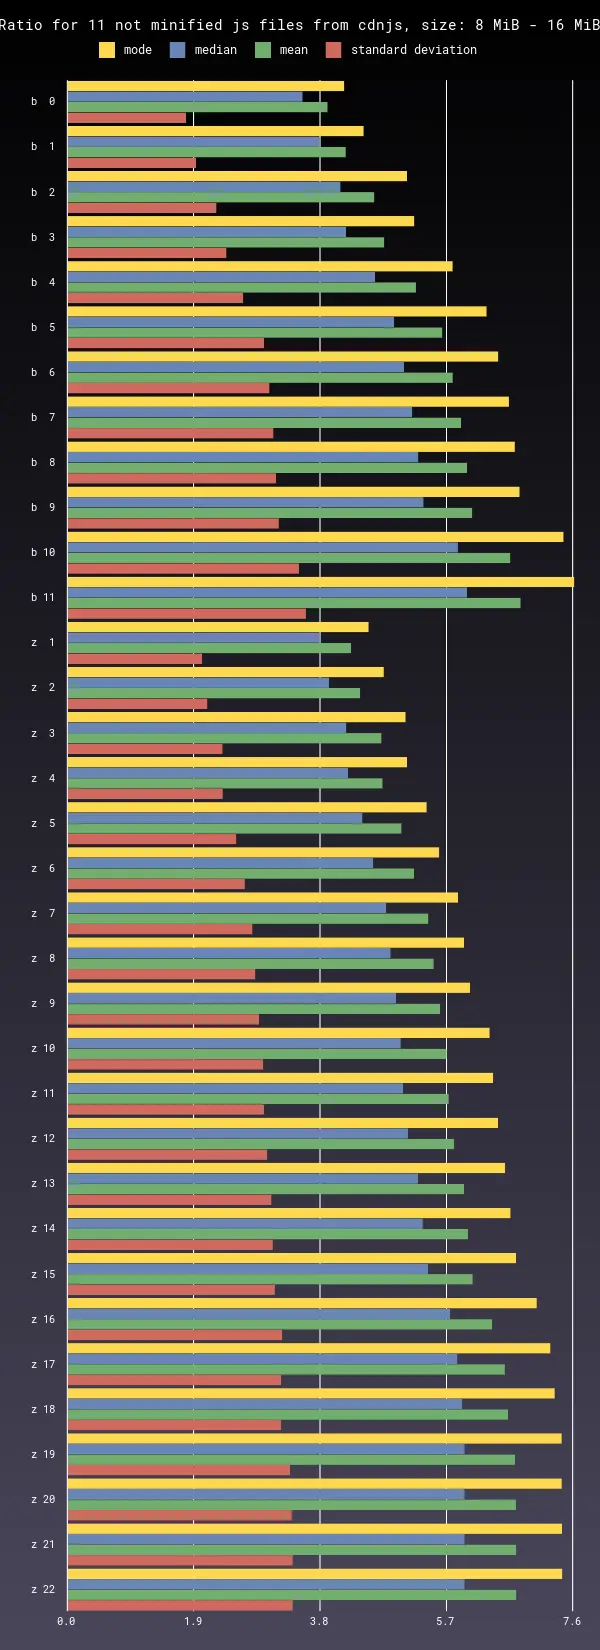 Ratio for 11 not minified js files from cdnjs, size: 8 MiB - 16 MiB
mode median mean standard deviation
b 0
b 1
b 2
b 3
b 4
b 5
b 6
b 7
b 8
b 9
b 10
b 11
z 1
z 2
z 3
z 4
z 5
z 6
z 7
z 8
z 9
z 10
z 11
z 12
z 13
z 14
z 15
z 16
z 17
z 18
z 19
z 20
z 21
z 22
0.0 1.9 3.8 5.7 7.6